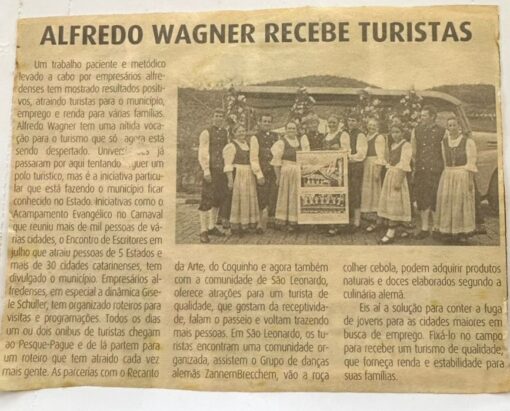 ALFREDO WAGNER RECEBE TURISTAS
Um trabalho paciente e metódico
levado a cabo por empresários alfre-
denses tem mostrado resultados positi-
vos, atraindo turistas para o município,
emprego e renda para várias famílias.
Alfredo Wagner tem uma nítida voca-
ção para o turismo que só agora está
sendo despertado. já
passaram por aqui tentando um
polo turístico, mas é a iniciativa particu-
lar que está fazendo o município ficar
conhecido no Estado. iniciativas como o
Acampamento Evangélico no Carnaval
que reuniu mais de mil pessoas de vá-
rias cidades, o Encontro de Escritores em
julho que atraiu pessoas de 5 Estados e
mais de 30 cidades catarinenses, tem
divulgado o município. Empresários al-
fredenses, em especial a dinâmica Gise-
le Schuller, tem organizado roteiros para
visitas e programações. Todos os dias
um ou dois ônibus de turistas chegam
ao Pesque-Pague e de lá partem para
um roteiro que tem atraído cada vez
mais gente. As parcerias com o Recanto
da Arte, do Coquinho e agora também
com a comunidade de São Leonardo,
oferece atrações para um turista de
qualidade, que gostam da receptivida-
de, falam o passeio e voltam trazendo
mais pessoas. Em São Leonardo, os tu-
ristas encontram uma comunidade or-
ganizada, assistem o Grupo de danças
alemãs ZannernBrecchem, vão a roça
colher cebola, podem adquirir produtos
naturais e doces elaborados segundo a
culinária alemã.
Eis aí a solução para conter a fuga
de jovens para as cidades maiores em
busca de emprego. Fixá-lo no campo
para receber um turismo de qualidade,
que forneça renda e estabilidade para
suas famílias.